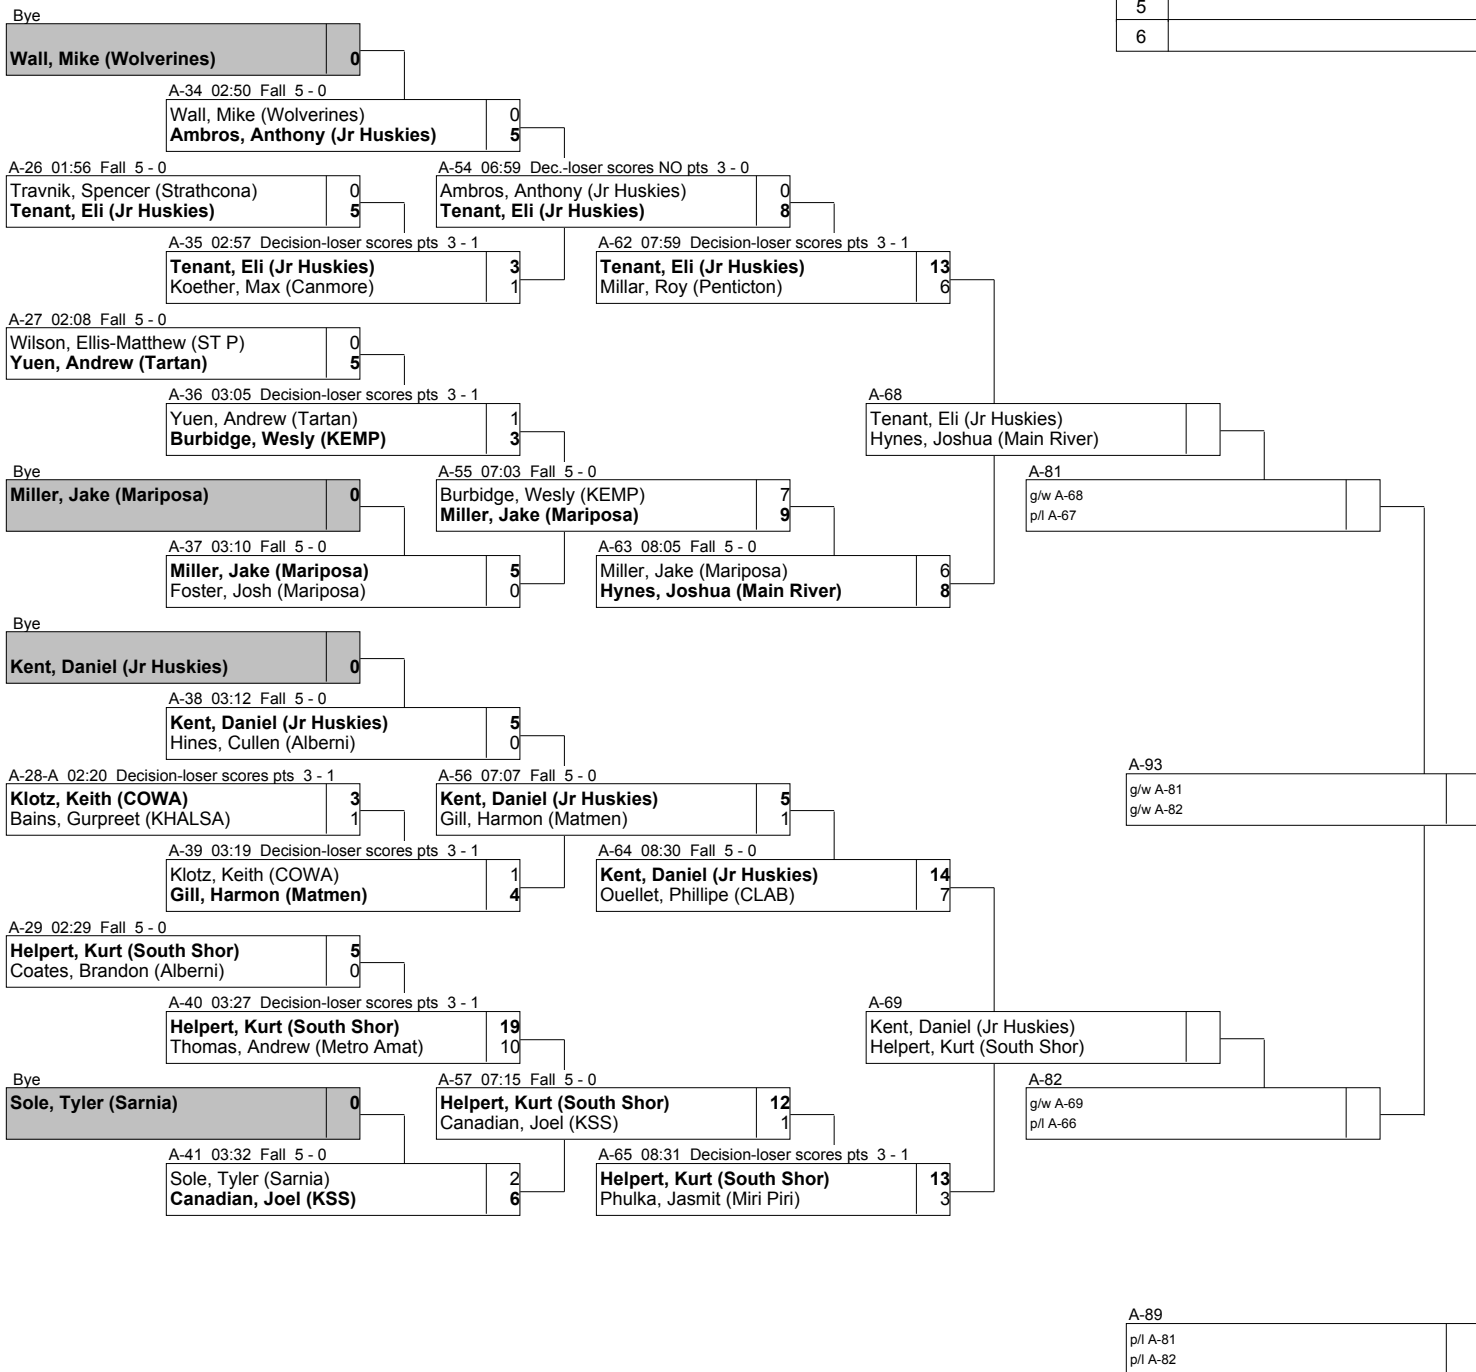 5
6
Bye
Wall, Mike (Wolverines) 0
A-34 02:50 Fall 5 - 0
Wall, Mike (Wolverines) 0
Ambros, Anthony (Jr Huskies) 5
A-26 01:56 Fall 5 - 0
Travnik, Spencer (Strathcona) 0
Tenant, Eli (Jr Huskies) 5
A-54 06:59 Dec.-loser scores NO pts 3 - 0
Ambros, Anthony (Jr Huskies) 0
Tenant, Eli (Jr Huskies) 8
A-35 02:57 Decision-loser scores pts 3 - 1
Tenant, Eli (Jr Huskies) 3
Koether, Max (Canmore) 1
A-62 07:59 Decision-loser scores pts 3 - 1
Tenant, Eli (Jr Huskies) 13
Millar, Roy (Penticton) 6
A-27 02:08 Fall 5 - 0
Wilson, Ellis-Matthew (ST P) 0
Yuen, Andrew (Tartan) 5
A-36 03:05 Decision-loser scores pts 3 - 1
Yuen, Andrew (Tartan) 1
Burbidge, Wesly (KEMP) 3
A-68
Tenant, Eli (Jr Huskies)
Hynes, Joshua (Main River)
Bye
Miller, Jake (Mariposa) 0
A-55 07:03 Fall 5 - 0
Burbidge, Wesly (KEMP) 7
Miller, Jake (Mariposa) 9
A-81
g/w A-68
p/l A-67
A-37 03:10 Fall 5 - 0
Miller, Jake (Mariposa) 5
Foster, Josh (Mariposa) 0
A-63 08:05 Fall 5 - 0
Miller, Jake (Mariposa) 6
Hynes, Joshua (Main River) 8
Bye
Kent, Daniel (Jr Huskies) 0
A-38 03:12 Fall 5 - 0
Kent, Daniel (Jr Huskies) 5
Hines, Cullen (Alberni) 0
A-28-A 02:20 Decision-loser scores pts 3 - 1
Klotz, Keith (COWA) 3
Bains, Gurpreet (KHALSA) 1
A-56 07:07 Fall 5 - 0
Kent, Daniel (Jr Huskies) 5
Gill, Harmon (Matmen) 1
A-93
g/w A-81
g/w A-82
A-39 03:19 Decision-loser scores pts 3 - 1
Klotz, Keith (COWA) 1
Gill, Harmon (Matmen) 4
A-64 08:30 Fall 5 - 0
Kent, Daniel (Jr Huskies) 14
Ouellet, Phillipe (CLAB) 7
A-29 02:29 Fall 5 - 0
Helpert, Kurt (South Shor) 5
Coates, Brandon (Alberni) 0
A-40 03:27 Decision-loser scores pts 3 - 1
Helpert, Kurt (South Shor) 19
Thomas, Andrew (Metro Amat) 10
A-69
Kent, Daniel (Jr Huskies)
Helpert, Kurt (South Shor)
Bye
Sole, Tyler (Sarnia) 0
A-57 07:15 Fall 5 - 0
Helpert, Kurt (South Shor) 12
Canadian, Joel (KSS) 1
A-82
g/w A-69
p/l A-66
A-41 03:32 Fall 5 - 0
Sole, Tyler (Sarnia) 2
Canadian, Joel (KSS) 6
A-65 08:31 Decision-loser scores pts 3 - 1
Helpert, Kurt (South Shor) 13
Phulka, Jasmit (Miri Piri) 3
A-89
p/l A-81
p/l A-82